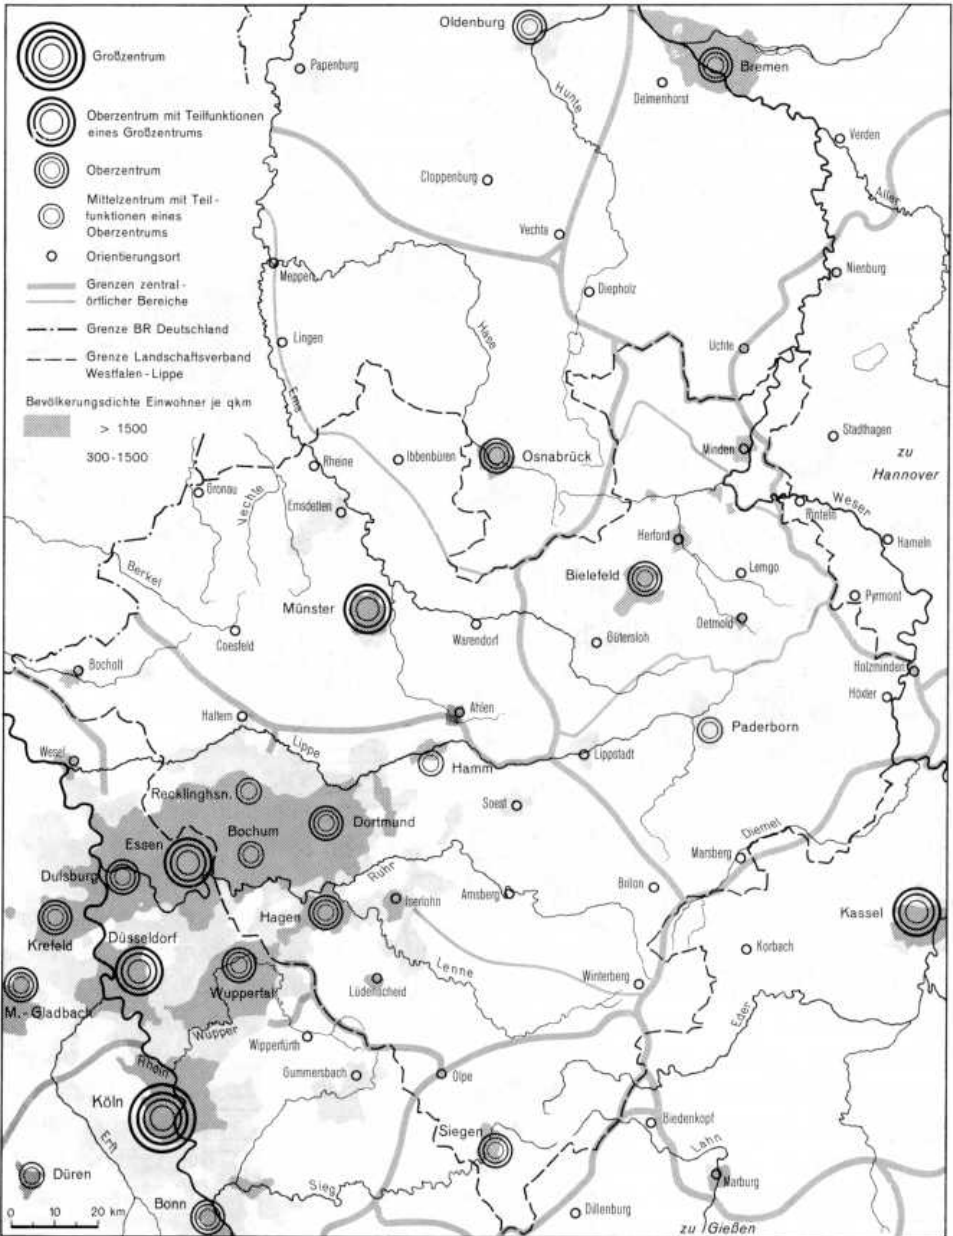 Großzentrum
Oberzentrum mit Teilfunktionen
eines Großzentrums
Oberzentrum
Mittelzentrum mit Teil-
funktionen eines
Oberzentrums
Orientierungsort
Grenzen zentral-
örtlicher Bereiche
Grenze BR Deutschland
Grenze Landschaftsverband
Westfalen-Lippe
Bevölkerungsdichte Einwohner je qkm
> 1500
300-1500
Oldenburg
Papenburg
Hunte
Bremen
Delmenhorst
Verden
Cloppenburg
Aller
Vechta
Meppen
Nienburg
Diepholz
Hase
Lingen
Uchte
Ems
Stadthagen
Minden
zu
Hannover
Rheine
Ibbenbüren
Osnabrück
Gronau
Vechte
Emsdetten
Weser
Rinteln
Herford
Hameln
Berkel
Bielefeld
Lemgo
Münster
Pyrmont
Coesfeld
Warendorf
Gütersloh
Detmold
Bocholt
Holzminden
Höxter
Haltern
Ahlen
Paderborn
Wesel
Lippe
Hamm
Lippstadt
Recklinghsn.
Soest
Bochum
Dortmund
Essen
Diemel
Marsberg
Duisburg
Ruhr
Arnsberg
Brilon
Iserlohn
Hagen
Kassel
Krefeld
Düsseldorf
Korbach
Lenne
Winterberg
Wuppertal
Lüdenscheid
M.-Gladbach
Eder
Wupper
Wipperfürth
Rhein
Gummersbach
Olpe
Köln
Biedenkopf
Siegen
Lahn
Erft
Düren
Sieg
Marburg
Bonn
Dillenburg
0 10 20 km
zu Gießen